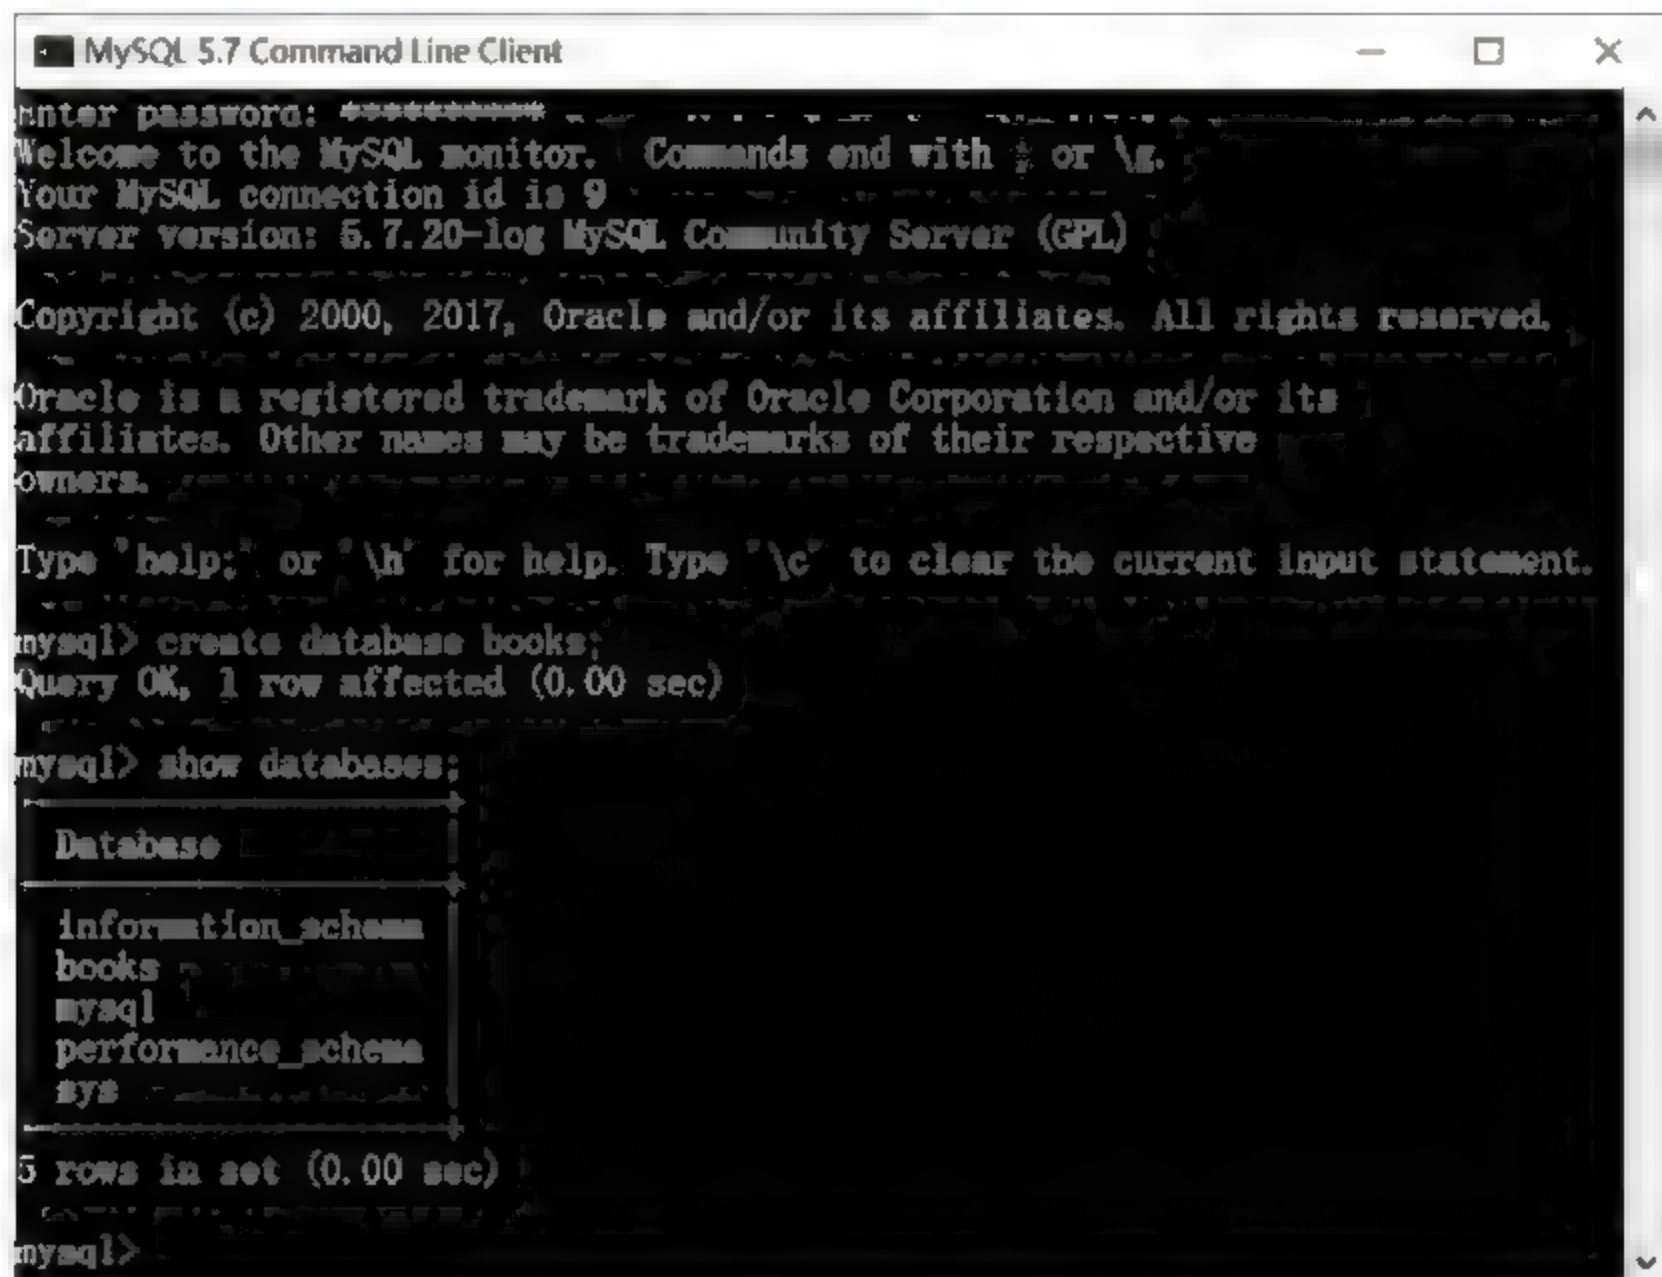 MySQL 5.7 Command Line Client
Enter password: **********
Welcome to the MySQL monitor.  Commands end with ; or \g.
Your MySQL connection id is 9
Server version: 5.7.20-log MySQL Community Server (GPL)
Copyright (c) 2000, 2017, Oracle and/or its affiliates. All rights reserved.
Oracle is a registered trademark of Oracle Corporation and/or its
affiliates. Other names may be trademarks of their respective
owners.
Type 'help;' or '\h' for help. Type '\c' to clear the current input statement.
mysql> create database books;
Query OK, 1 row affected (0.00 sec)
mysql> show databases;
Database
information_schema
books
mysql
performance_schema
sys
5 rows in set (0.00 sec)
mysql>